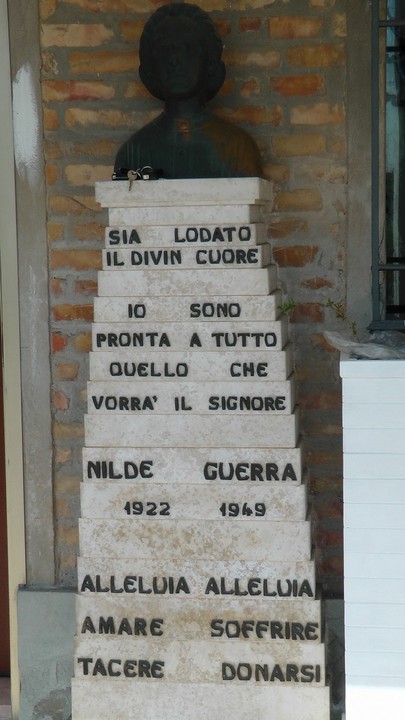 SIA LODATO
IL DIVIN CUORE
IO SONO
PRONTA A TUTTO
QUELLO CHE
VORRA' IL SIGNORE
NILDE GUERRA
1922 1949
ALLELUIA ALLELUIA
AMARE SOFFRIRE
TACERE DONARSI